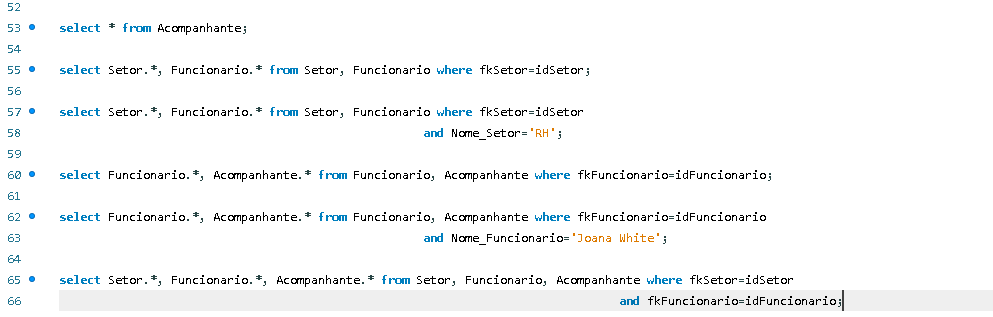 52
53 select * from Acompanhante;
54
55 select Setor.*, Funcionario.* from Setor, Funcionario where fkSetor=idSetor;
56
57 select Setor.*, Funcionario.* from Setor, Funcionario where fkSetor=idSetor
58 and Nome_Setor='RH';
59
60 select Funcionario.*, Acompanhante.* from Funcionario, Acompanhante where fkFuncionario=idFuncionario;
61
62 select Funcionario.*, Acompanhante.* from Funcionario, Acompanhante where fkFuncionario=idFuncionario
63 and Nome_Funcionario='Joana White';
64
65 select Setor.*, Funcionario.*, Acompanhante.* from Setor, Funcionario, Acompanhante where fkSetor=idSetor
66 and fkFuncionario=idFuncionario;